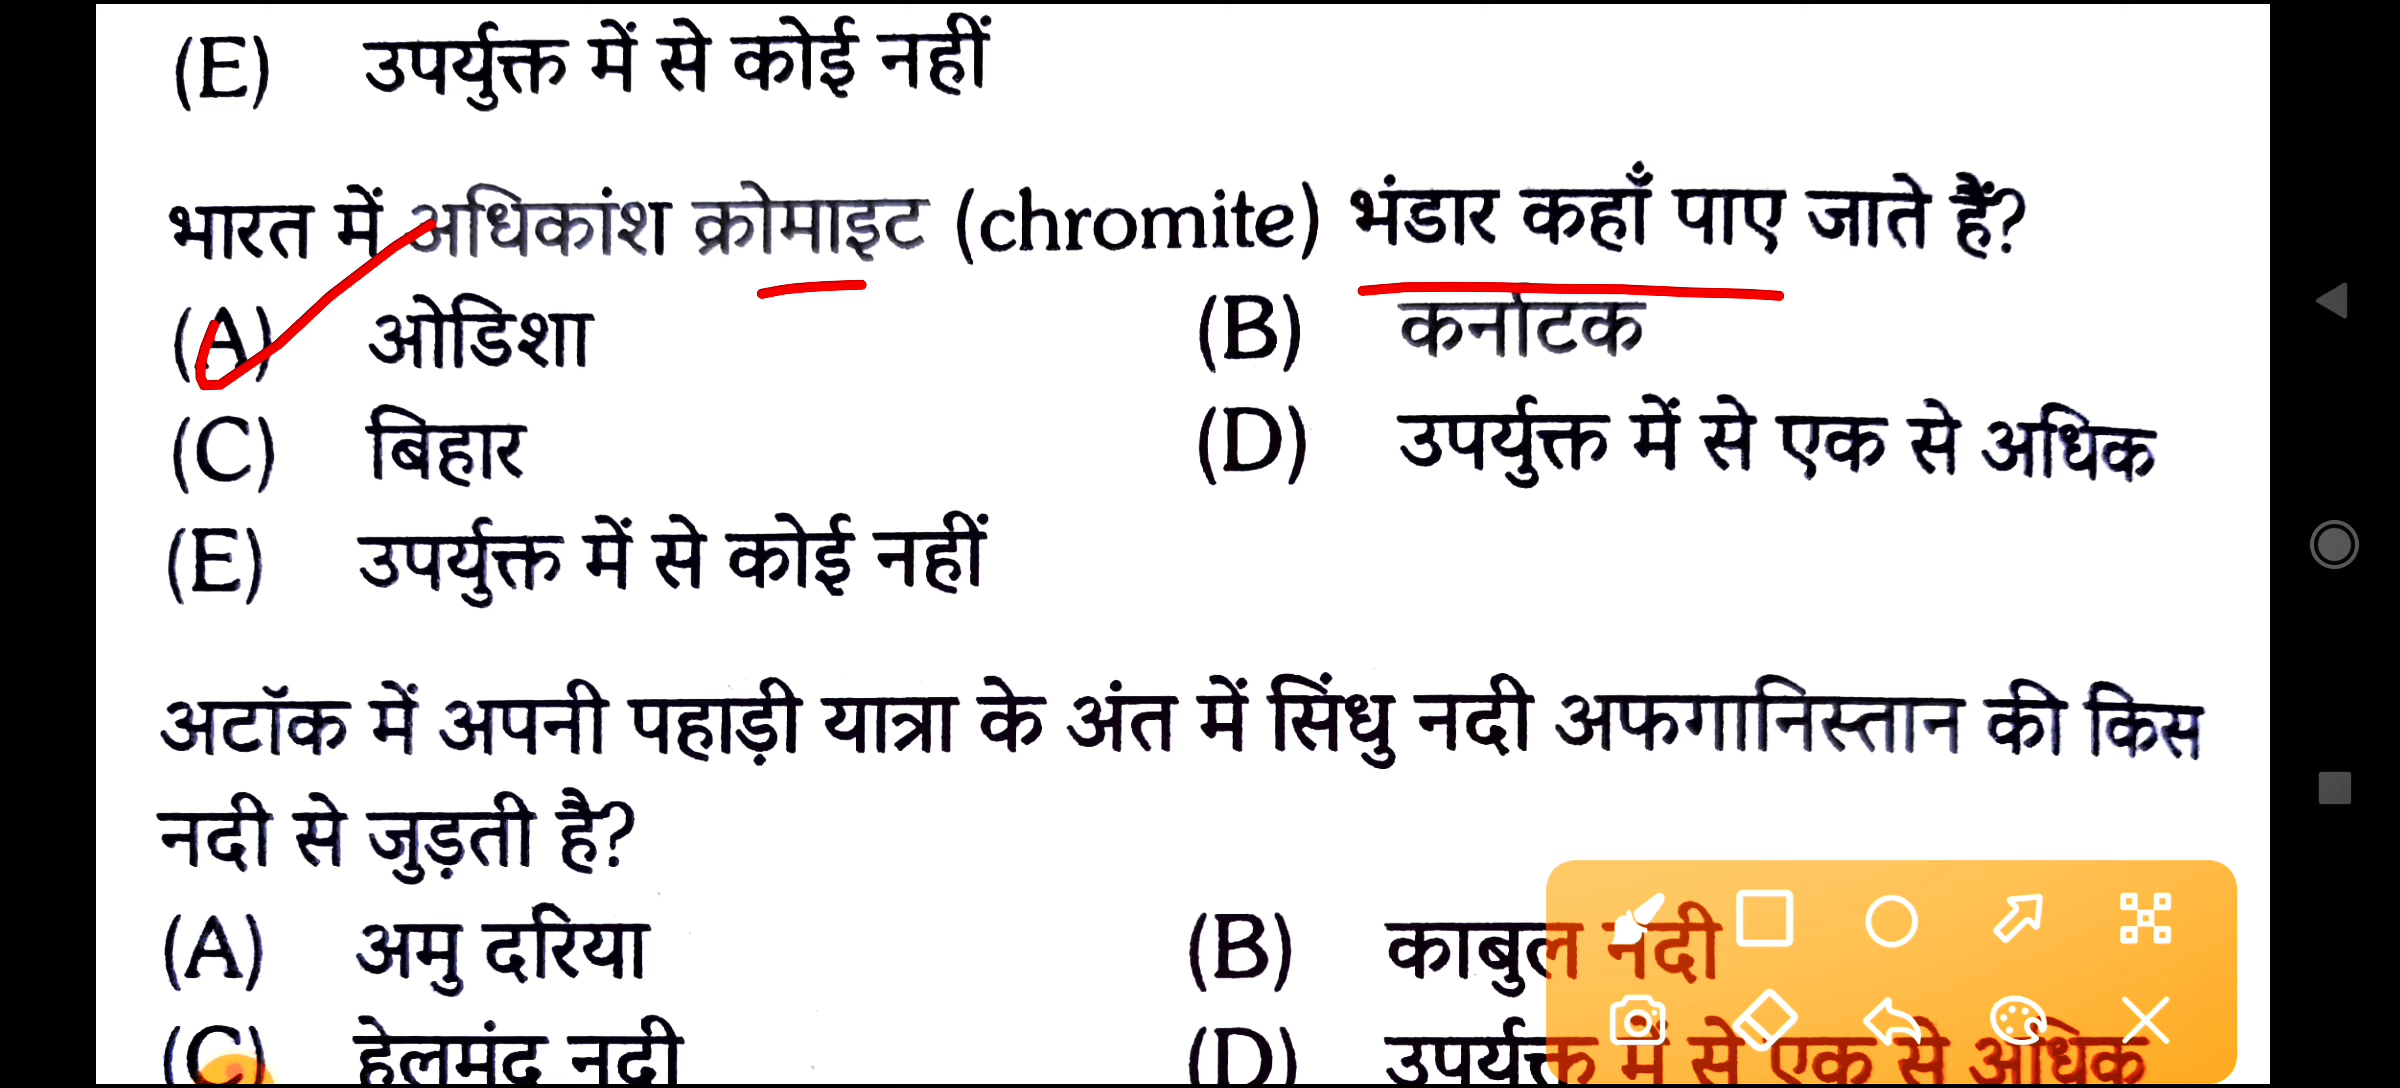 (E) उपर्युक्त में से कोई नहीं
भारत में अधिकांश क्रोमाइट (chromite) भंडार कहाँ पाए जाते हैं?
(A) ओडिशा (B) कर्नाटक
(C) बिहार (D) उपर्युक्त में से एक से अधिक
(E) उपर्युक्त में से कोई नहीं
अटॉक में अपनी पहाड़ी यात्रा के अंत में सिंधु नदी अफगानिस्तान की किस
नदी से जुड़ती है?
(A) अमु दरिया (B) काबुल नदी
(C) हेलमंद नदी (D) उपर्युक्त में से एक से अधिक